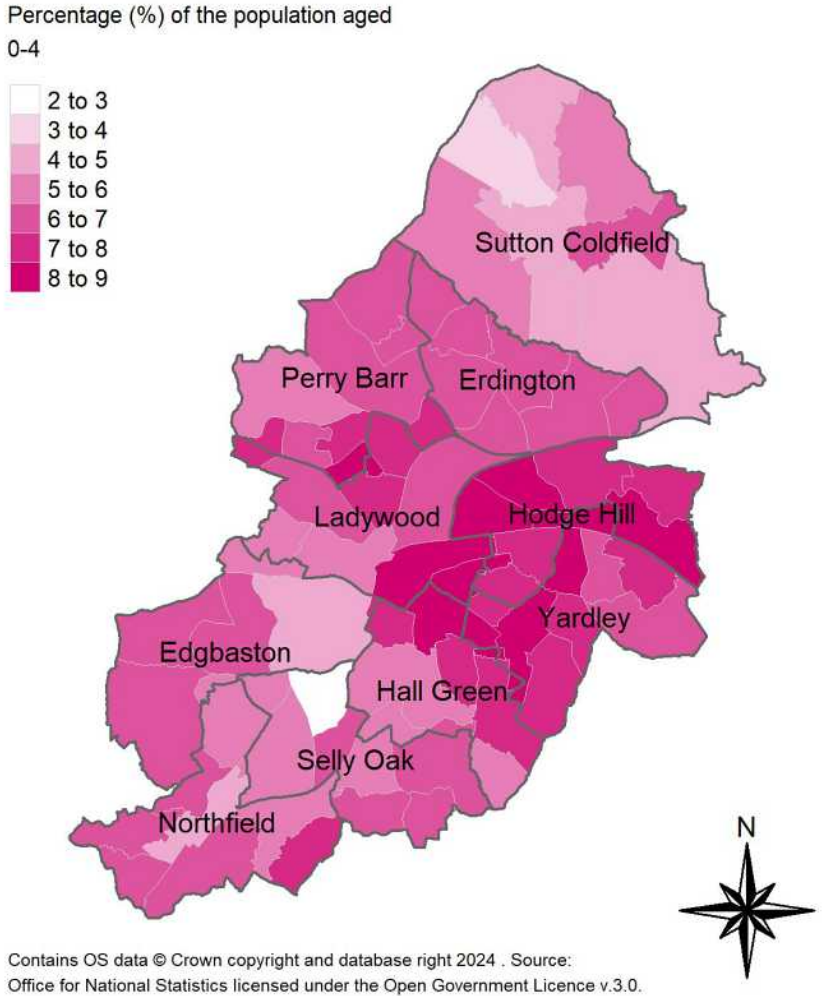 Percentage (%) of the population aged
0-4
2 to 3
3 to 4
4 to 5
5 to 6
6 to 7
7 to 8
8 to 9
Sutton Coldfield
Perry Barr
Erdington
Ladywood
Hodge Hill
Yardley
Edgbaston
Hall Green
Selly Oak
Northfield
N
Contains OS data © Crown copyright and database right 2024 . Source:
Office for National Statistics licensed under the Open Government Licence v.3.0.